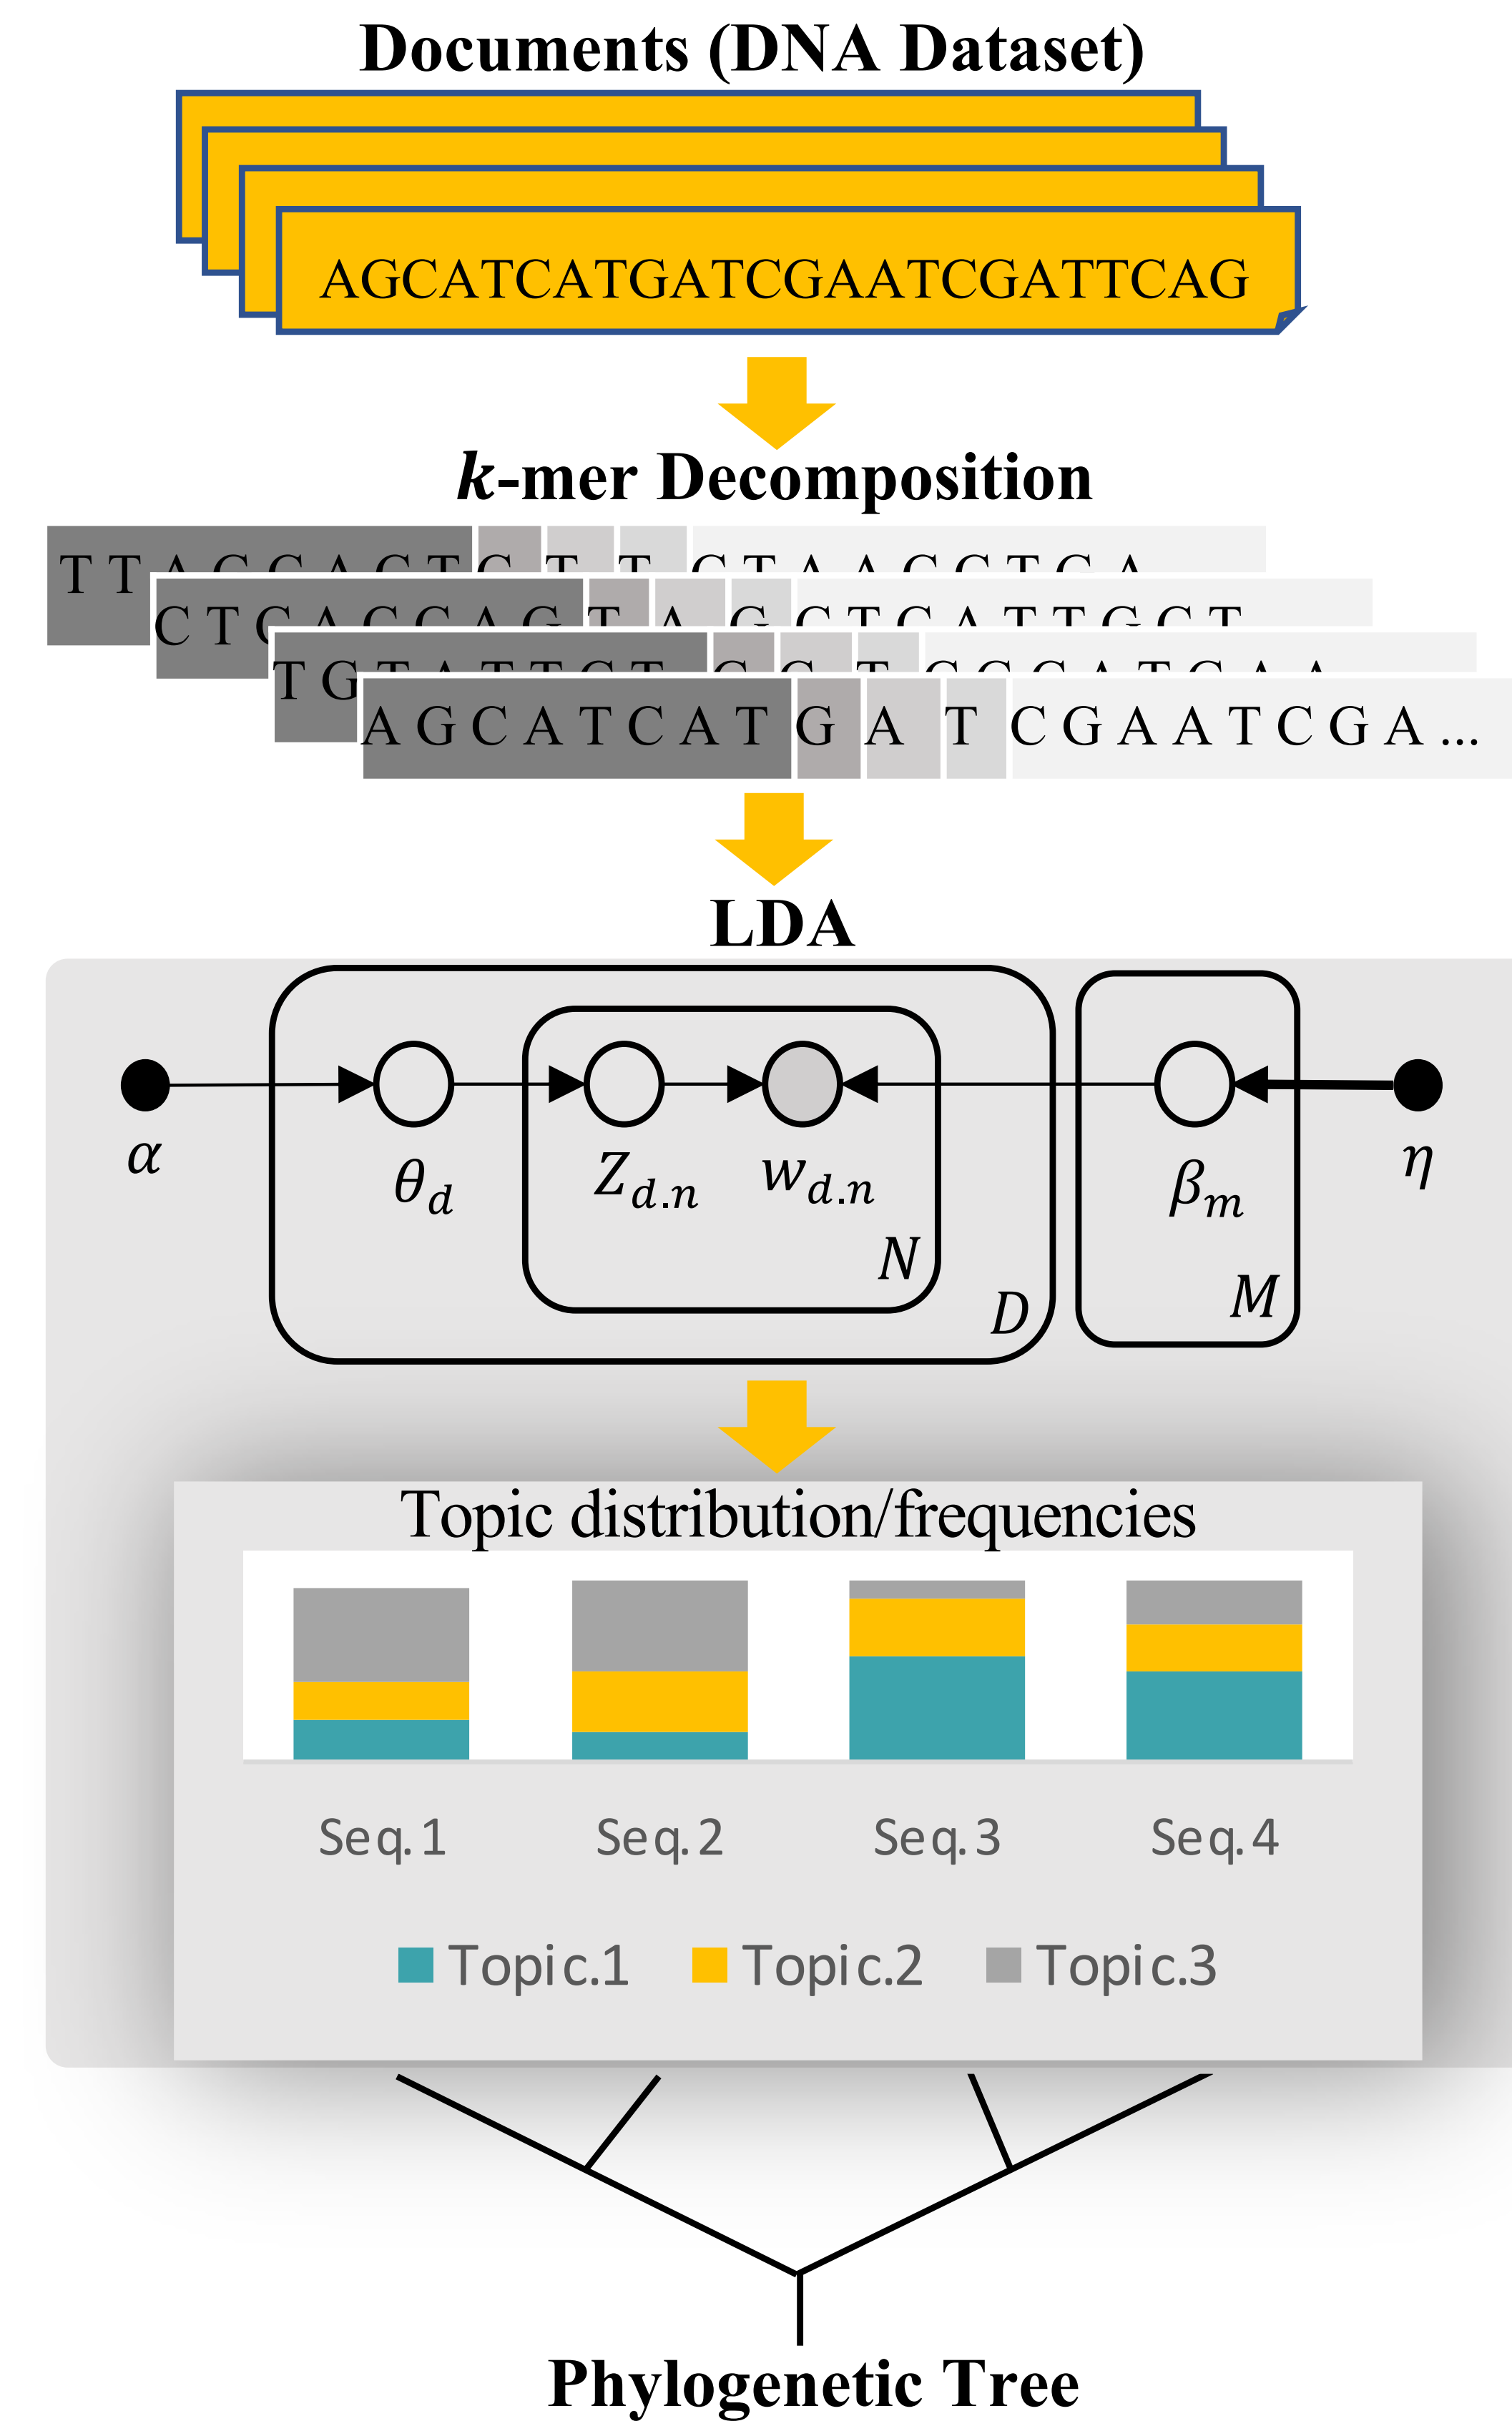 Documents (DNA Dataset)
AGCATCATGATCGAATCGATTCAG
k-mer Decomposition
T T A G C A C T C T T C T A A C C T C A
C T C A C C A G T A G C T C A T T G C T
T G T A T T C T C C T C C C A T C A A
A G C A T C A T G A T C G A A T C G A ...
LDA
α
θd
Zd.n
wd.n
βm
η
N
D
M
Topic distribution/frequencies
Seq.1 Seq.2 Seq.3 Seq.4
Topic.1 Topic.2 Topic.3
Phylogenetic Tree